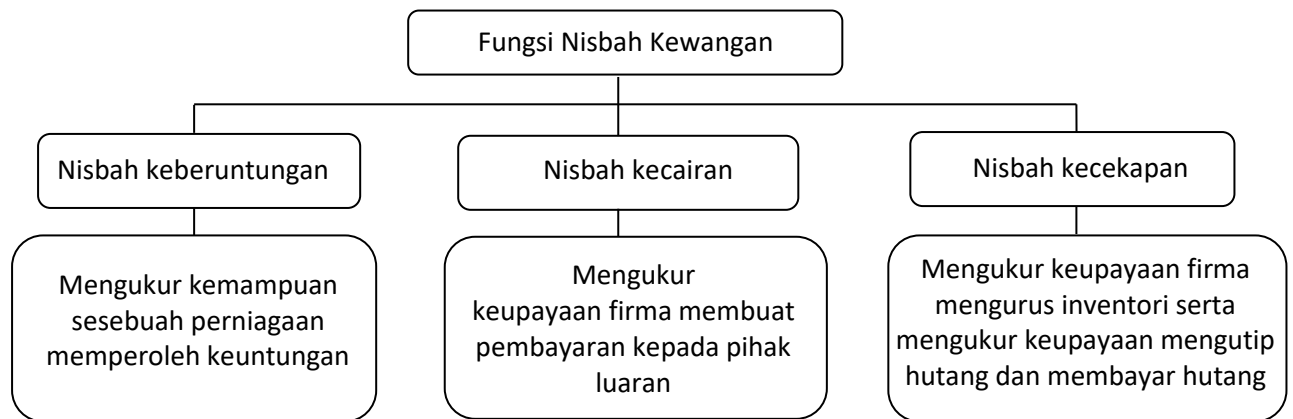 Fungsi Nisbah Kewangan
Nisbah keberuntungan
Nisbah kecairan
Nisbah kecekapan
Mengukur kemampuan
sesebuah perniagaan
memperoleh keuntungan
Mengukur
keupayaan firma membuat
pembayaran kepada pihak
luaran
Mengukur keupayaan firma
mengurus inventori serta
mengukur keupayaan mengutip
hutang dan membayar hutang